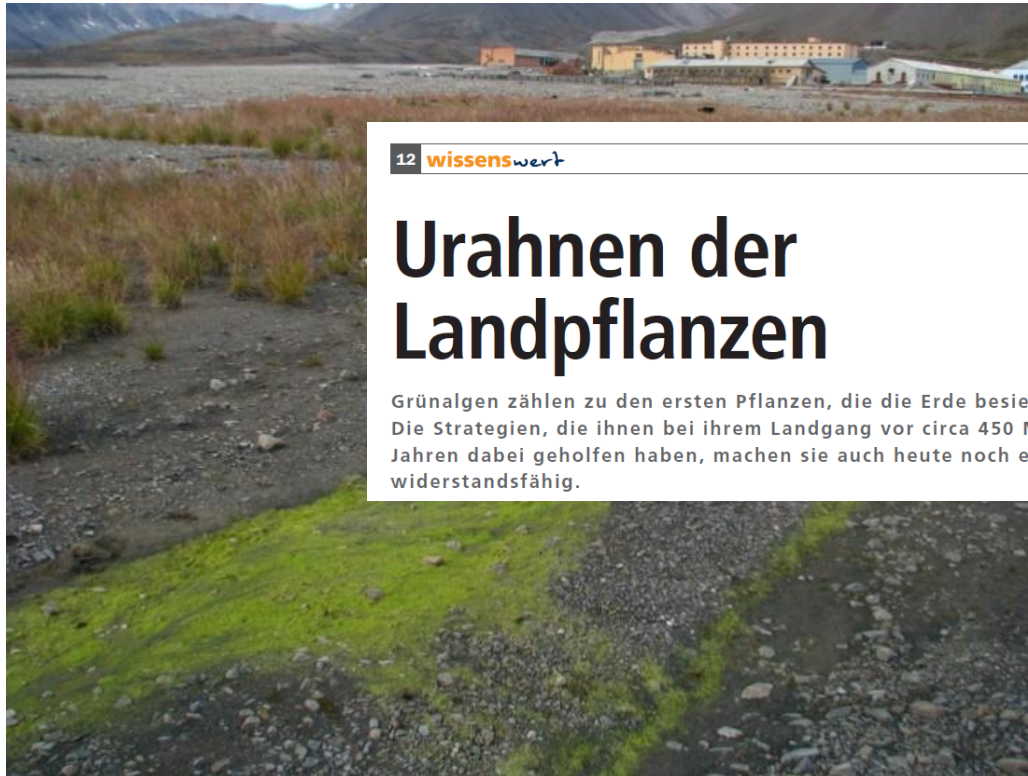 12 wissenswert
Urahnen der
Landpflanzen
Grünalgen zählen zu den ersten Pflanzen, die die Erde besie
Die Strategien, die ihnen bei ihrem Landgang vor circa 450
Jahren dabei geholfen haben, machen sie auch heute noch
widerstandsfähig.